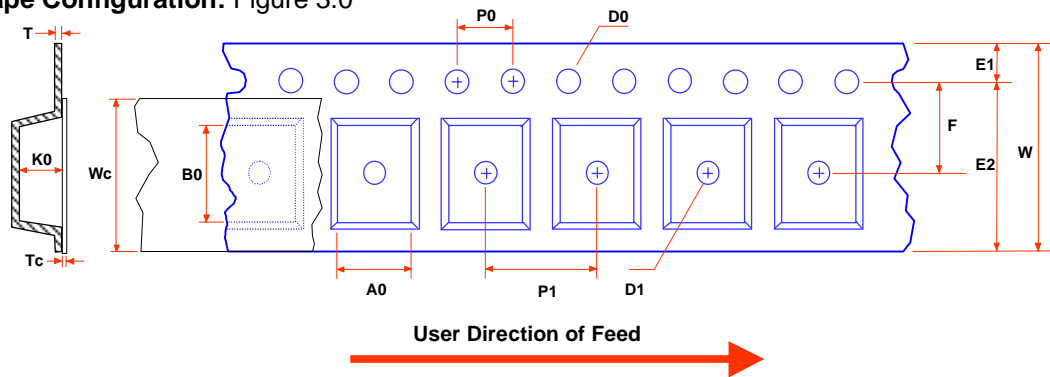 ape Configuration: Figure 3.0
T
P0
D0
E1
F
W
K0
Wc
B0
E2
Tc
A0
P1
D1
User Direction of Feed